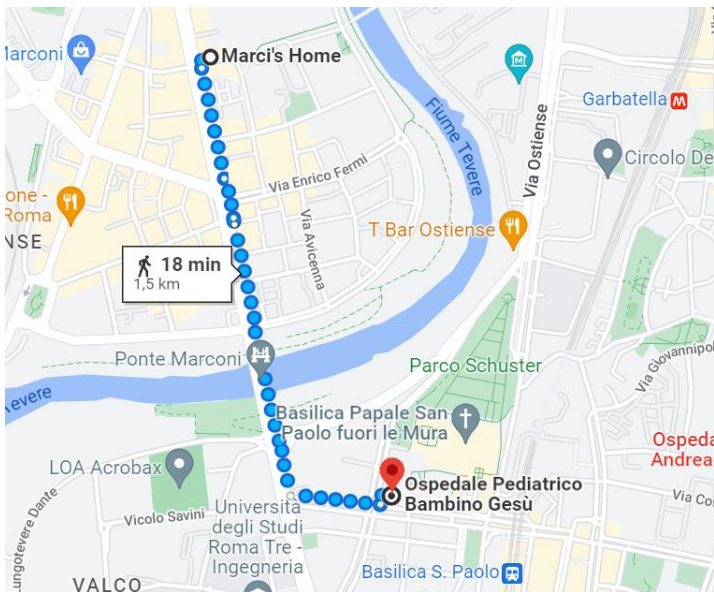 Marconi
Marci's Home
Garbatella M
Fiume Tevere
Via Ostiense
Circolo De
Via Enrico Fermi
one -
Roma
NSE
Via Avicenna
T Bar Ostiense
18 min
1,5 km
Ponte Marconi
Parco Schuster
Via Giovannipol
Tevere
Basilica Papale San
Paolo fuori le Mura
Osped
Andrea
LOA Acrobax
Ospedale Pediatrico
Bambino Gesù
Via Co
Lungotevere Dante
Vicolo Savini
Università
degli Studi
Roma Tre -
Ingegneria
Basilica S. Paolo
VALCO